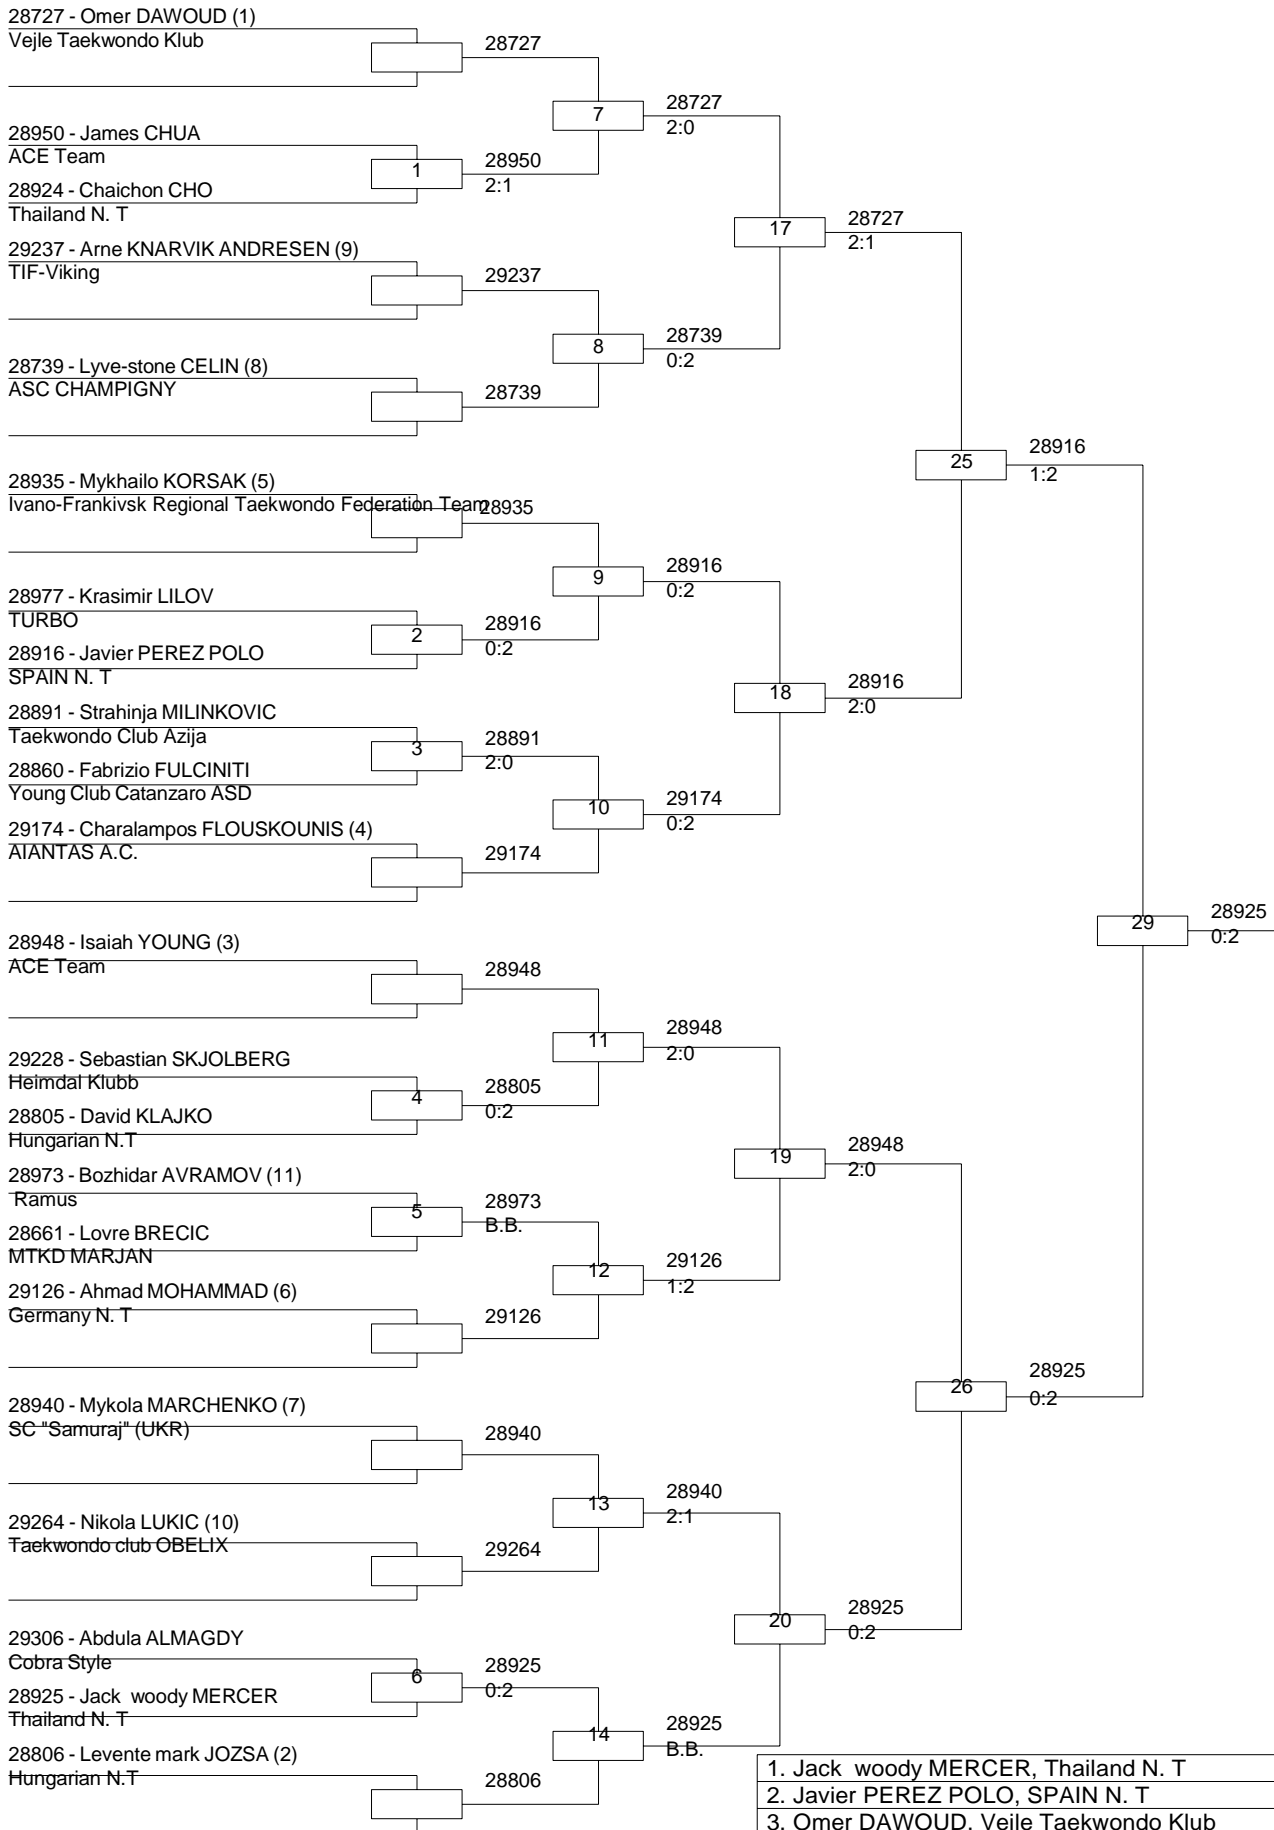 28727 - Omer DAWOUD (1)
Vejle Taekwondo Klub
28727
7
28727
2:0
28950 - James CHUA
ACE Team
1
28950
2:1
28924 - Chaichon CHO
Thailand N. T
17
28727
2:1
29237 - Arne KNARVIK ANDRESEN (9)
TIF-Viking
29237
8
28739
0:2
28739 - Lyve-stone CELIN (8)
ASC CHAMPIGNY
28739
25
28916
1:2
28935 - Mykhailo KORSAK (5)
Ivano-Frankivsk Regional Taekwondo Federation Team
28935
9
28916
0:2
28977 - Krasimir LILOV
TURBO
2
28916
0:2
28916 - Javier PEREZ POLO
SPAIN N. T
18
28916
2:0
28891 - Strahinja MILINKOVIC
Taekwondo Club Azija
3
28891
2:0
28860 - Fabrizio FULCINITI
Young Club Catanzaro ASD
10
29174
0:2
29174 - Charalampos FLOUSKOUNIS (4)
AIANTAS A.C.
29174
29
28925
0:2
28948 - Isaiah YOUNG (3)
ACE Team
28948
11
28948
2:0
29228 - Sebastian SKJOLBERG
Heimdal Klubb
4
28805
0:2
28805 - David KLAJKO
Hungarian N.T
19
28948
2:0
28973 - Bozhidar AVRAMOV (11)
Ramus
5
28973
B.B.
28661 - Lovre BRECIC
MTKD MARJAN
12
29126
1:2
29126 - Ahmad MOHAMMAD (6)
Germany N. T
29126
26
28925
0:2
28940 - Mykola MARCHENKO (7)
SC "Samuraj" (UKR)
28940
13
28940
2:1
29264 - Nikola LUKIC (10)
Taekwondo club OBELIX
29264
20
28925
0:2
29306 - Abdula ALMAGDY
Cobra Style
6
28925
0:2
28925 - Jack  woody MERCER
Thailand N. T
14
28925
B.B.
28806 - Levente mark JOZSA (2)
Hungarian N.T
28806
1. Jack  woody MERCER, Thailand N. T
2. Javier PEREZ POLO, SPAIN N. T
3. Omer DAWOUD, Vejle Taekwondo Klub